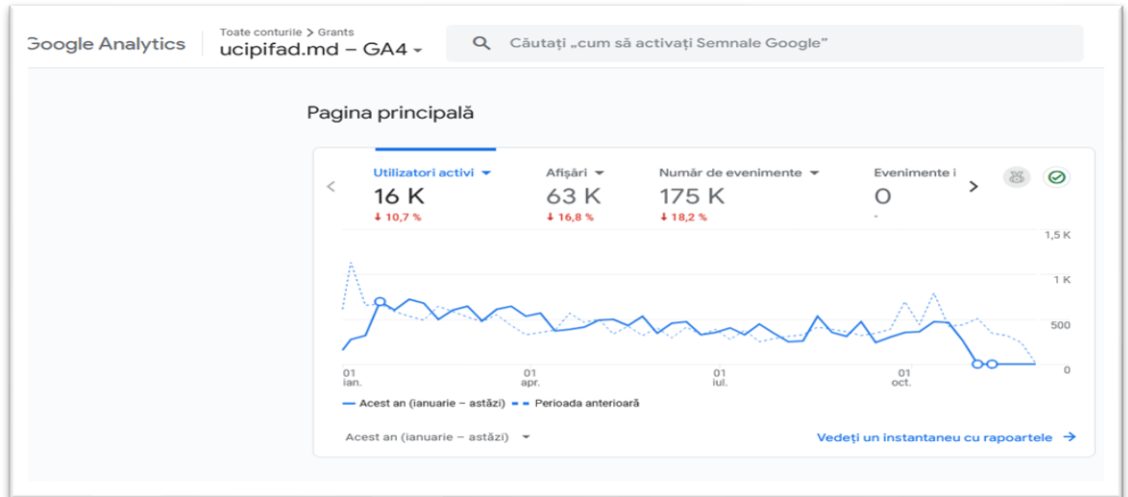 Google Analytics
Toate conturile > Grants
ucipifad.md – GA4
Căutați „cum să activați Semnale Google”
Pagina principală
Utilizatori activi
16 K
↓ 10,7 %
Afișări
63 K
↓ 16,8 %
Număr de evenimente
175 K
↓ 18,2 %
Evenimente î
0
-
1,5 K
1 K
500
0
01 ian.
01 apr.
01 iul.
01 oct.
Acest an (ianuarie – astăzi)
Perioada anterioară
Acest an (ianuarie – astăzi)
Vedeți un instantaneu cu rapoartele →